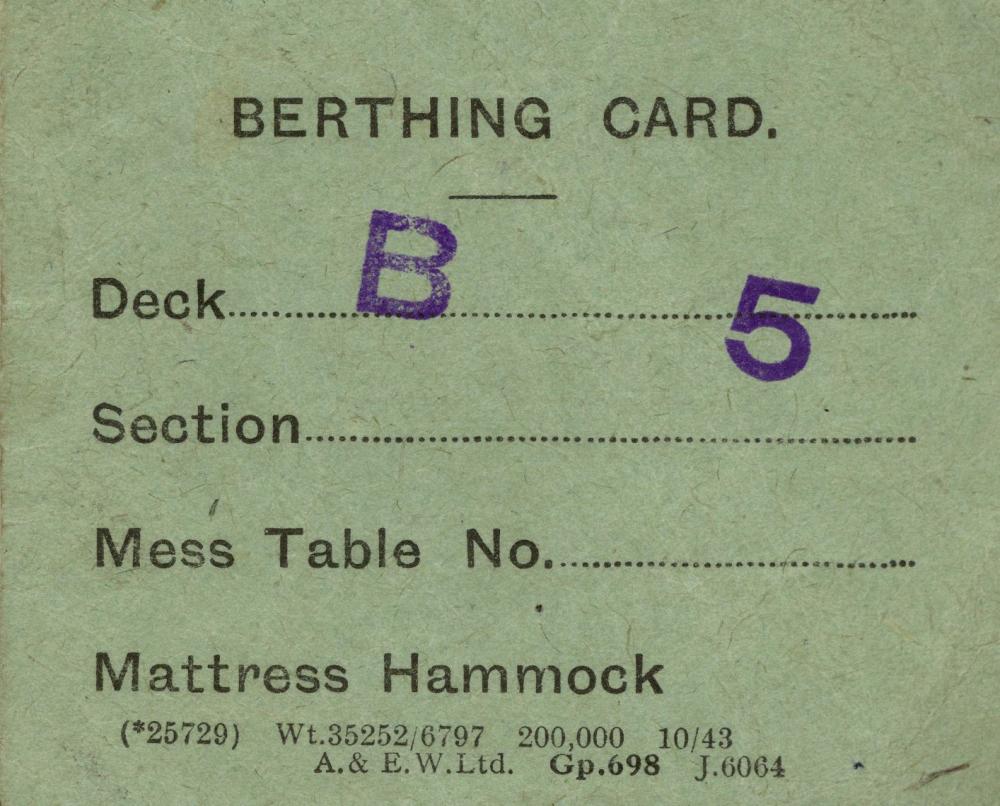 BERTHING CARD.
Deck B 5
Section
Mess Table No.
Mattress Hammock
(*25729) Wt.35252/6797 200,000 10/43
A. & E.W.Ltd. Gp.698 J.6064